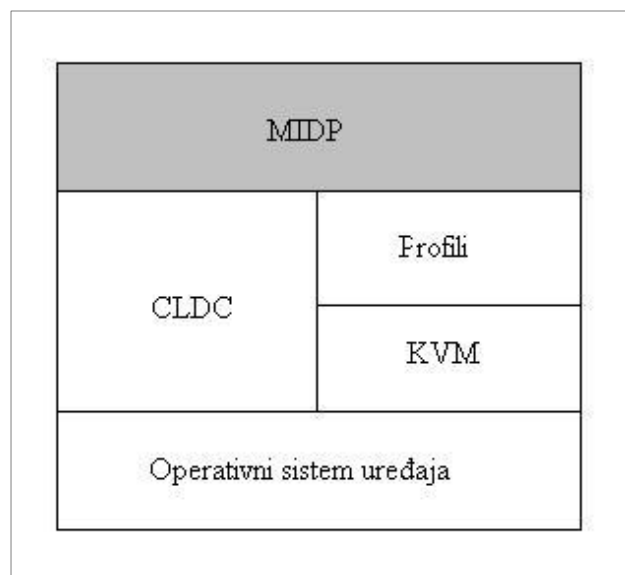 MIDP
Profili
CLDC
KVM
Operativni sistem uređaja